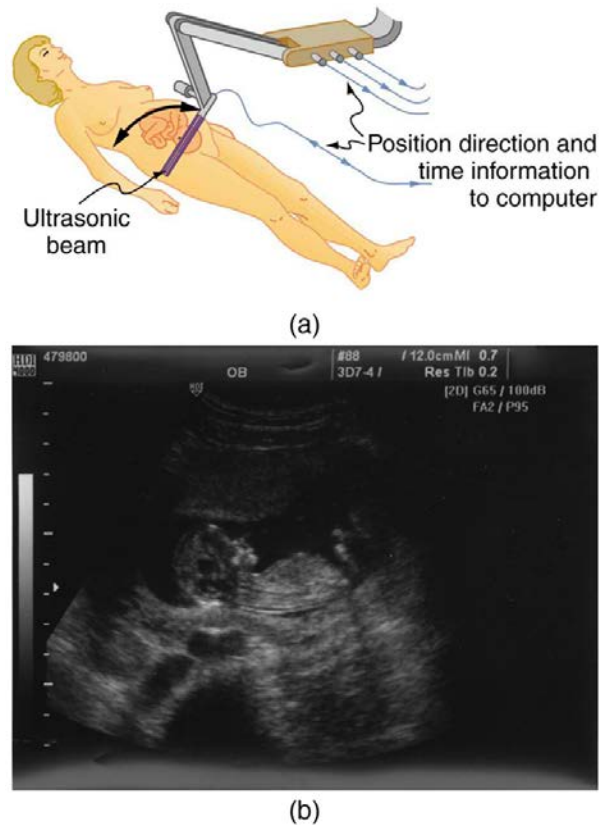 Position direction and
time information
to computer
Ultrasonic
beam
(a)
HDI
479800
OB
#88 / 12.0cm MI 0.7
3D7-4 / Res TIb 0.2
[2D] G65 / 100dB
FA2 / P95
(b)